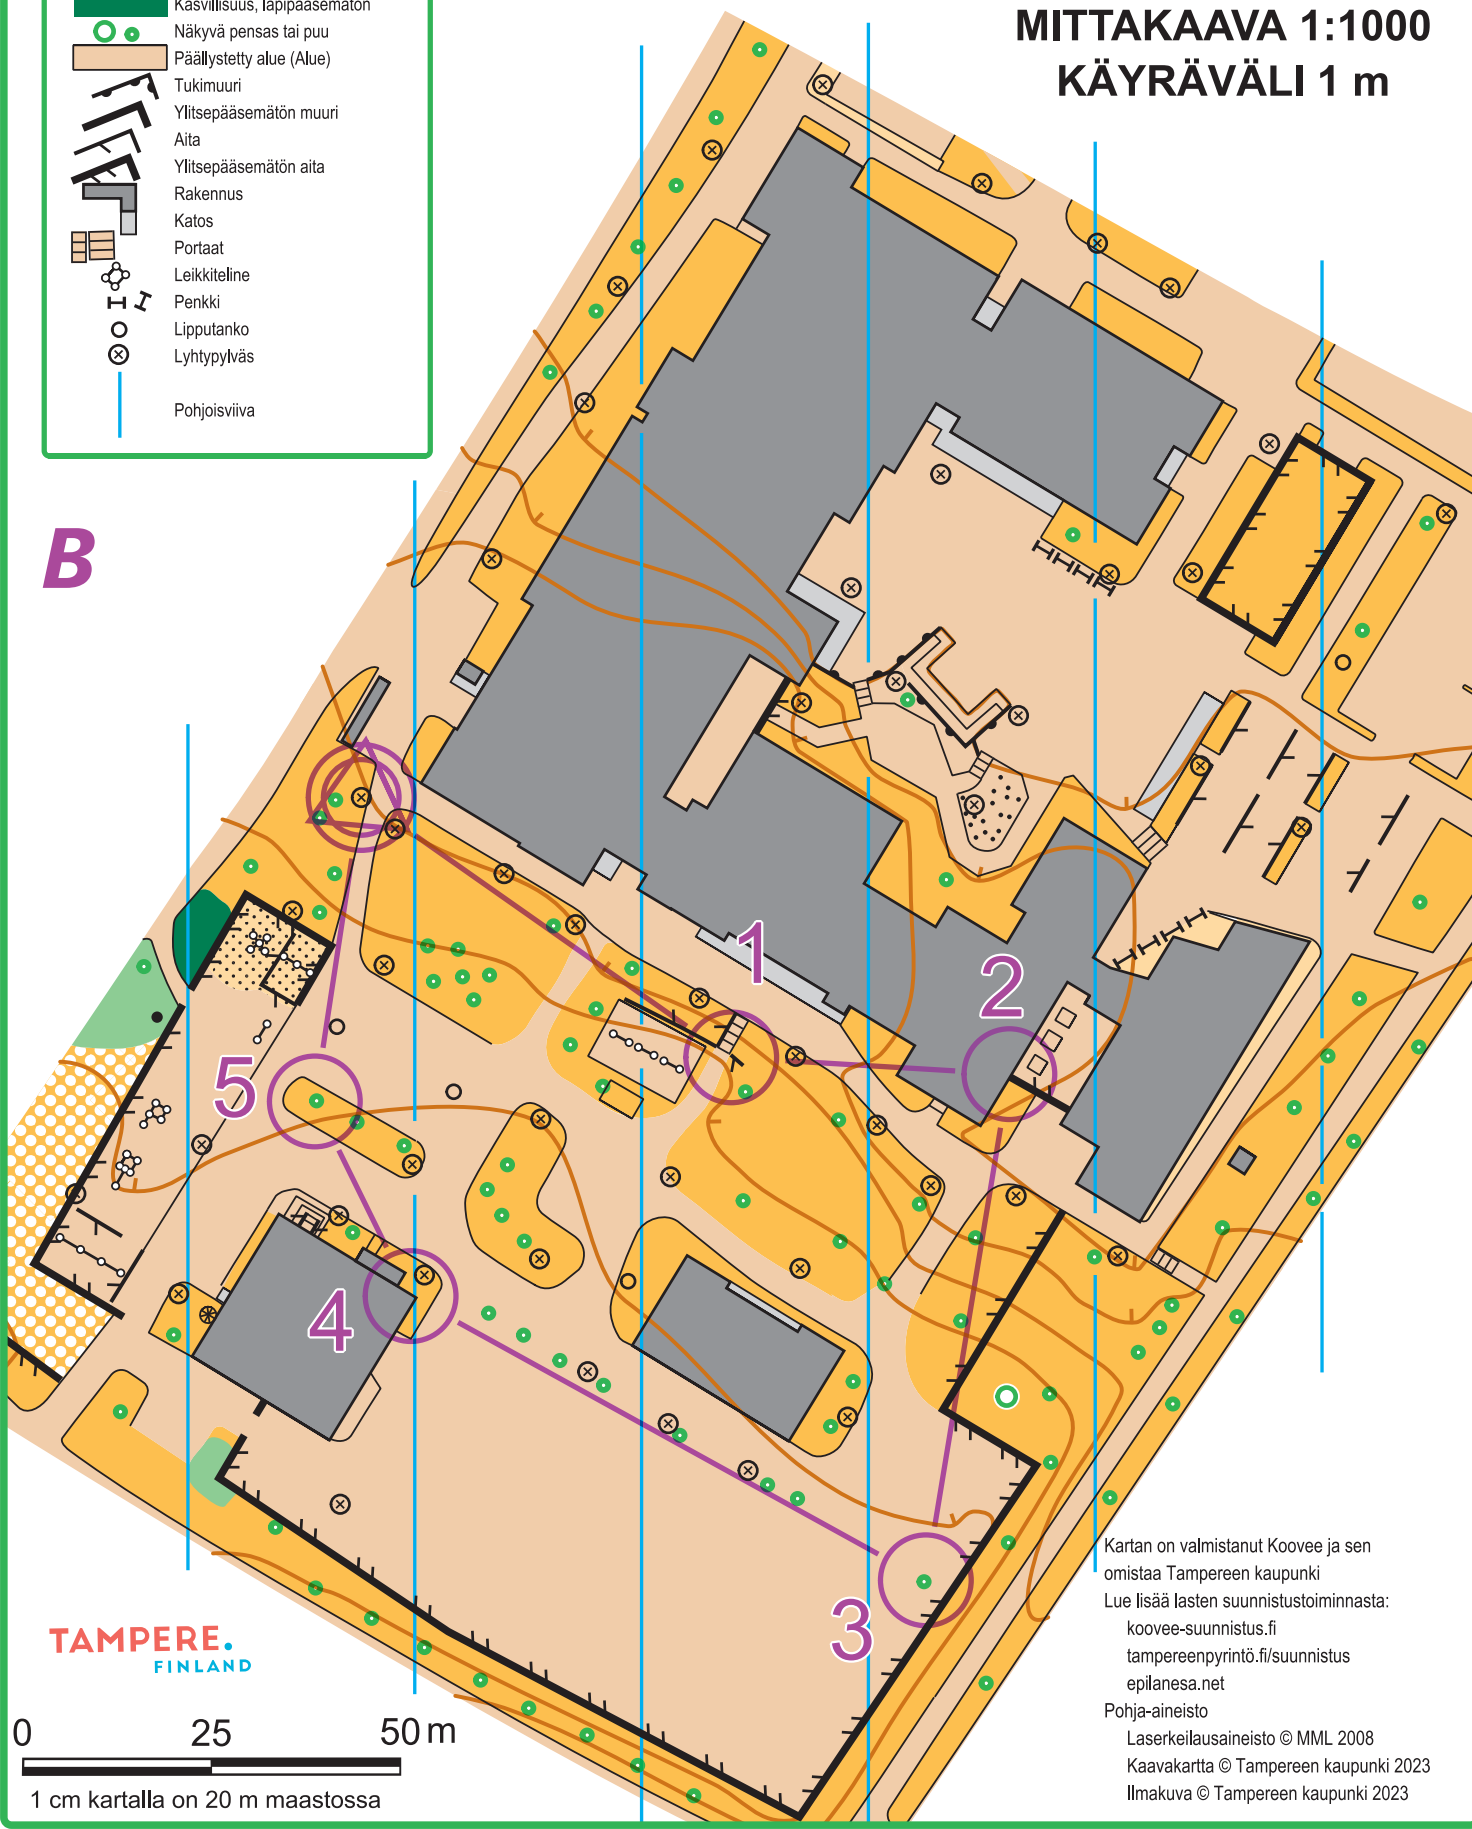 Kasvillisuus, läpipääsemätön
Näkyvä pensas tai puu
Päällystetty alue (Alue)
Tukimuuri
Ylitsepääsemätön muuri
Aita
Ylitsepääsemätön aita
Rakennus
Katos
Portaat
Leikkiteline
Penkki
Lipputanko
Lyhtypylväs
Pohjoisviiva
MITTAKAAVA 1:1000
KÄYRÄVÄLI 1 m
B
1
2
5
4
3
TAMPERE.
FINLAND
0 25 50 m
1 cm kartalla on 20 m maastossa
Kartan on valmistanut Koovee ja sen
omistaa Tampereen kaupunki
Lue lisää lasten suunnistustoiminnasta:
koovee-suunnistus.fi
tampereenpyrintö.fi/suunnistus
epilanesa.net
Pohja-aineisto
Laserkeilausaineisto © MML 2008
Kaavakartta © Tampereen kaupunki 2023
Ilmakuva © Tampereen kaupunki 2023